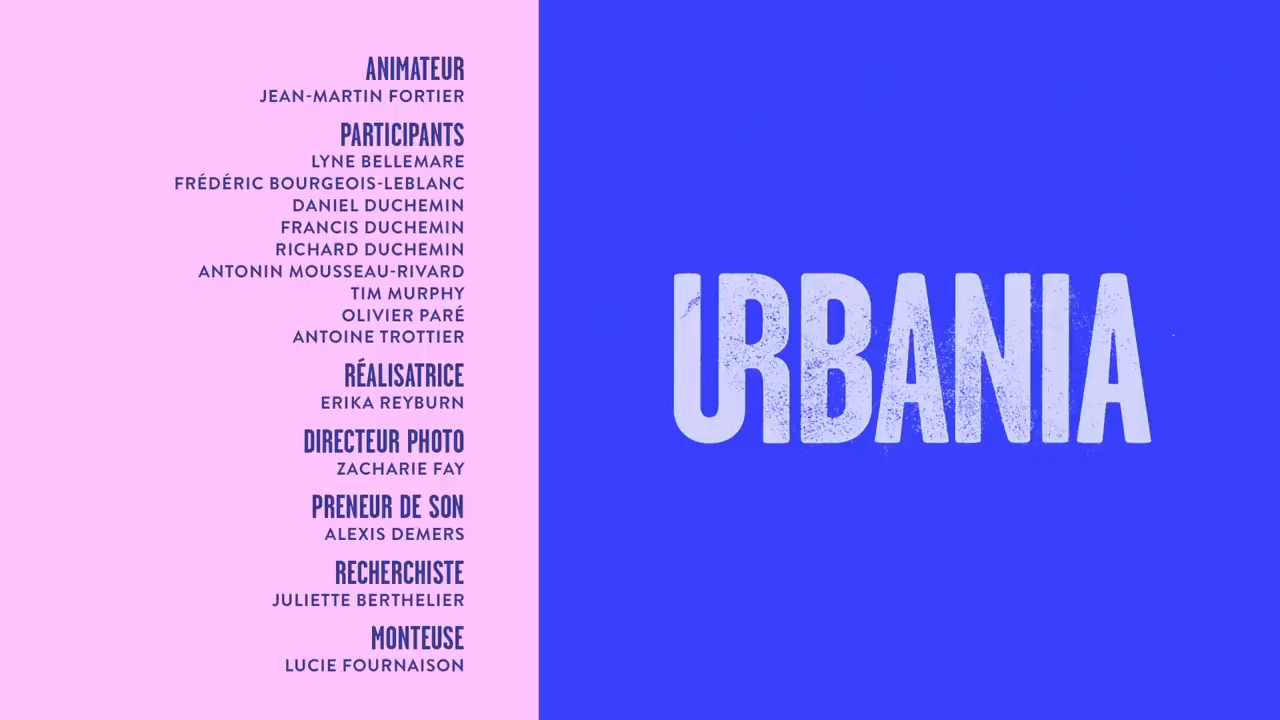 ANIMATEUR
JEAN-MARTIN FORTIER
PARTICIPANTS
LYNE BELLEMARE
FRÉDÉRIC BOURGEOIS-LEBLANC
DANIEL DUCHEMIN
FRANCIS DUCHEMIN
RICHARD DUCHEMIN
ANTONIN MOUSSEAU-RIVARD
TIM MURPHY
OLIVIER PARÉ
ANTOINE TROTTIER
RÉALISATRICE
ERIKA REYBURN
DIRECTEUR PHOTO
ZACHARIE FAY
PRENEUR DE SON
ALEXIS DEMERS
RECHERCHISTE
JULIETTE BERTHELIER
MONTEUSE
LUCIE FOURNAISON
URBANIA